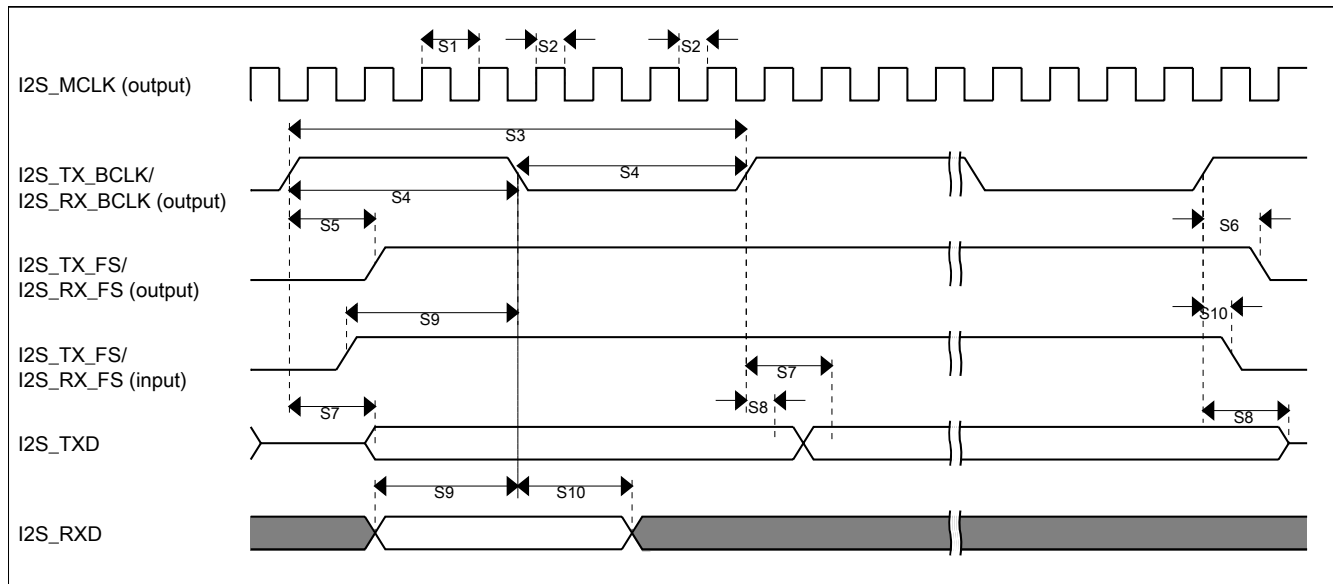 S1
S2
S2
I2S_MCLK (output)
S3
I2S_TX_BCLK/
I2S_RX_BCLK (output)
S4
S4
S5
S6
I2S_TX_FS/
I2S_RX_FS (output)
S9
S10
I2S_TX_FS/
I2S_RX_FS (input)
S7
S7
S8
S8
I2S_TXD
S9
S10
I2S_RXD